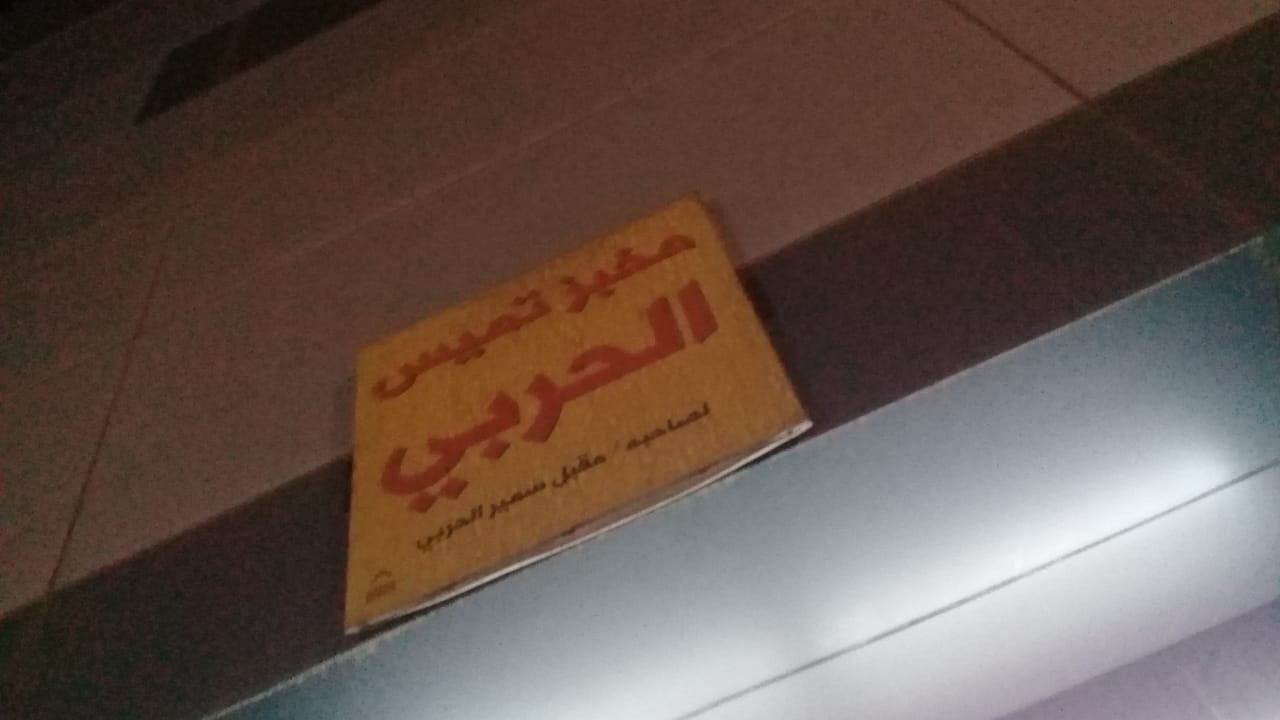 مخبز تميس
الحربي
لصاحبه / مقبل سمير الحربي